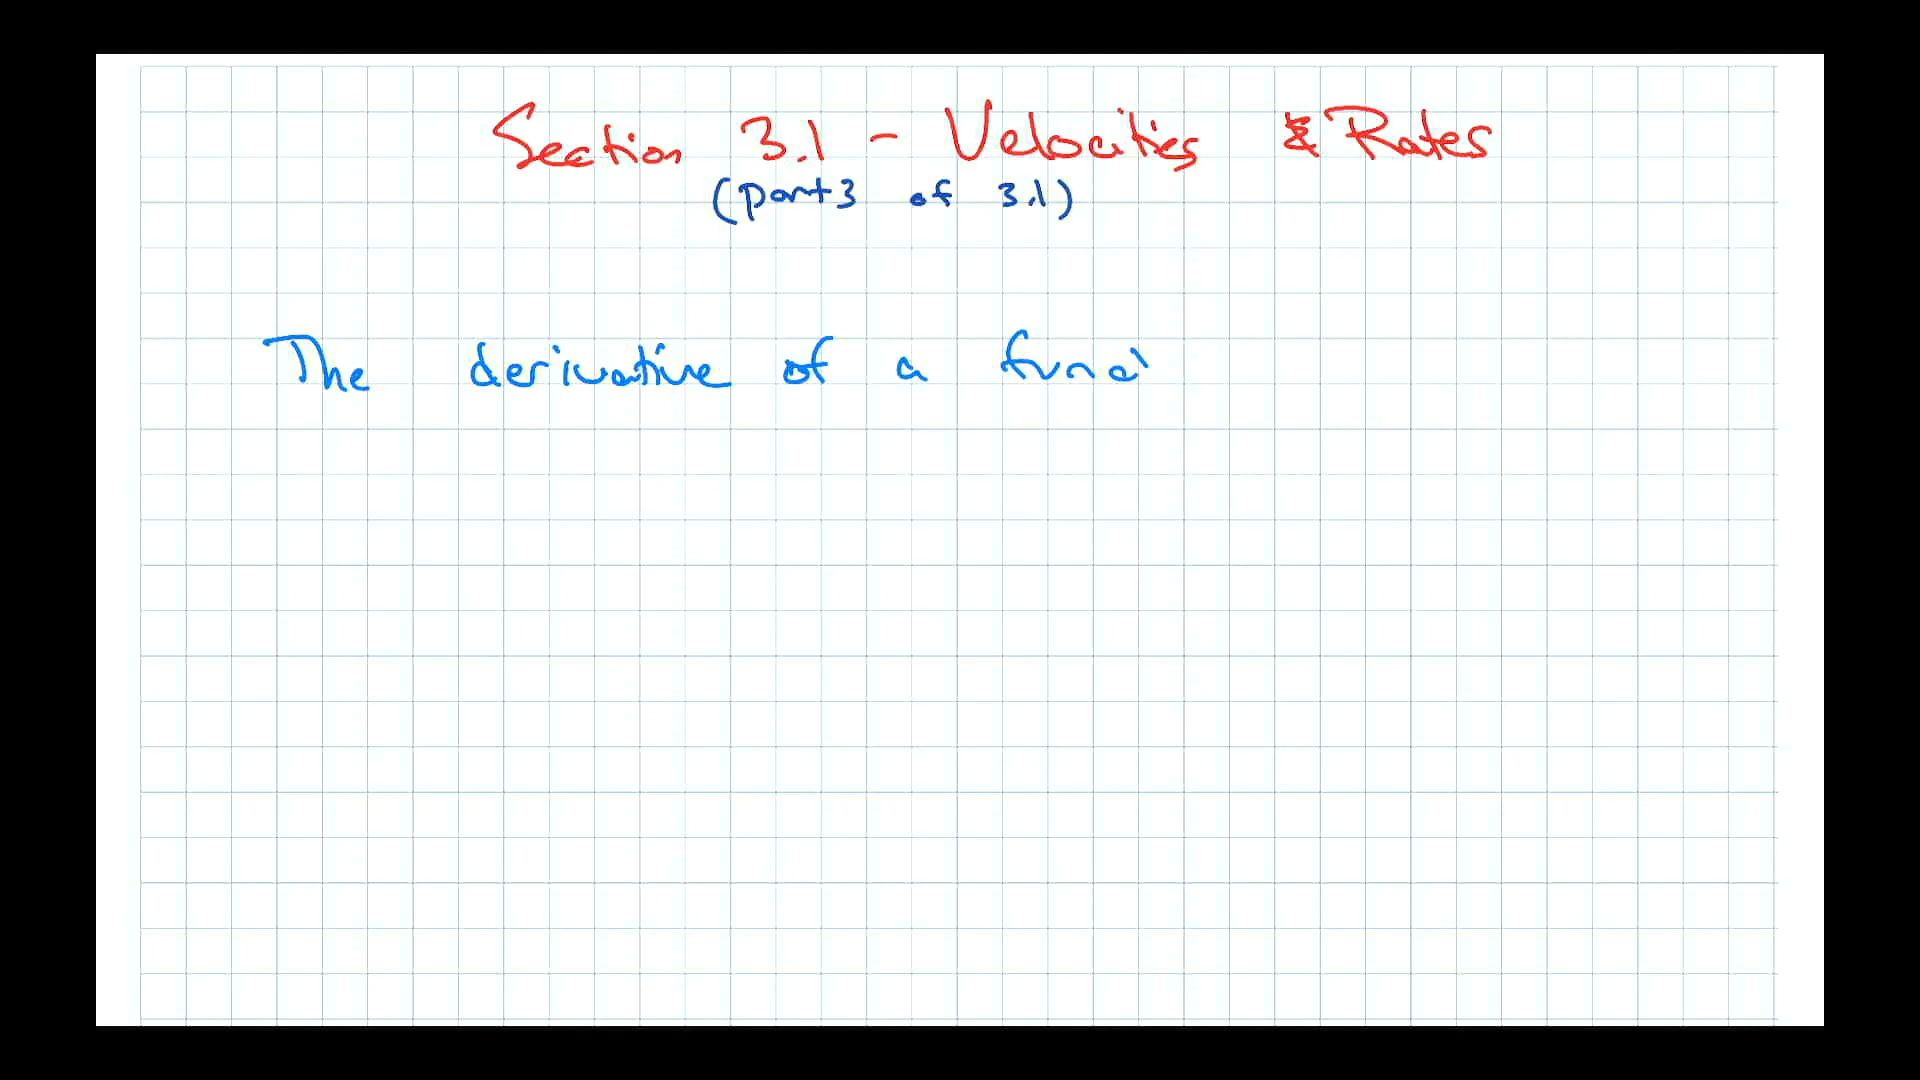 Section 3.1 - Velocities & Rates
(part 3 of 3.1)
The derivative of a func